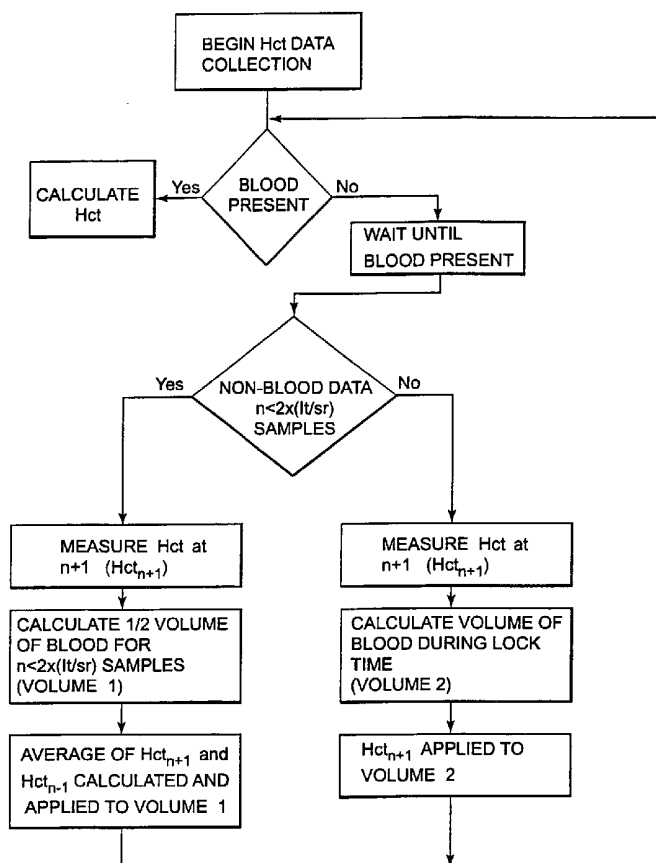 BEGIN Hct DATA
COLLECTION
BLOOD
PRESENT
Yes
No
CALCULATE
Hct
WAIT UNTIL
BLOOD PRESENT
NON-BLOOD DATA
n<2x(lt/sr)
SAMPLES
Yes
No
MEASURE Hct at
n+1 (Hctn+1)
CALCULATE 1/2 VOLUME
OF BLOOD FOR
n<2x(lt/sr) SAMPLES
(VOLUME 1)
AVERAGE OF Hctn+1 and
Hctn-1 CALCULATED AND
APPLIED TO VOLUME 1
MEASURE Hct at
n+1 (Hctn+1)
CALCULATE VOLUME OF
BLOOD DURING LOCK
TIME
(VOLUME 2)
Hctn+1 APPLIED TO
VOLUME 2